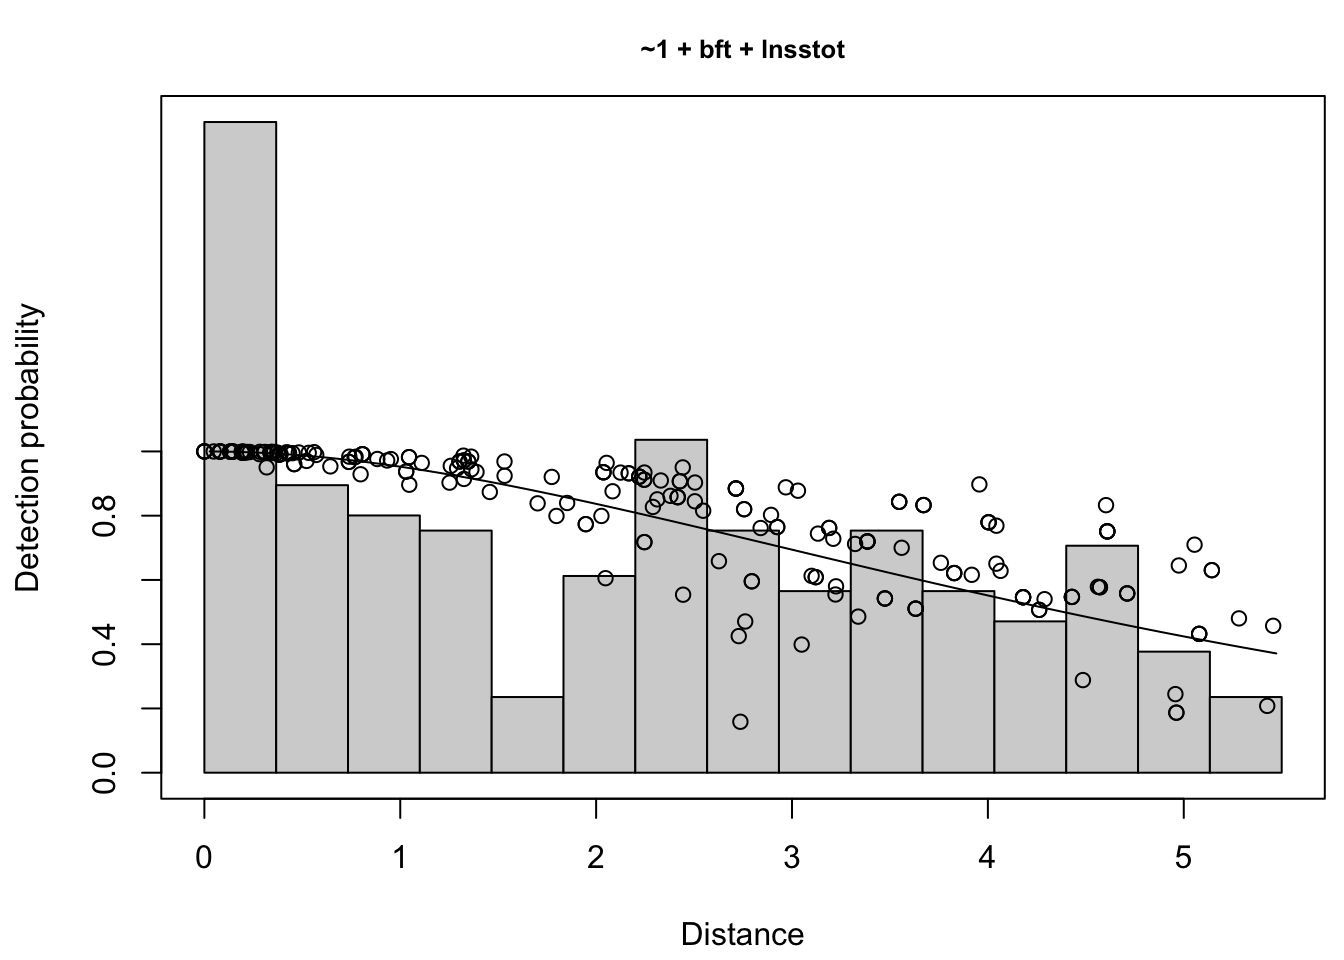 ~1 + bft + lnsstot
Detection probability
0.8
0.4
0.0
0 1 2 3 4 5
Distance